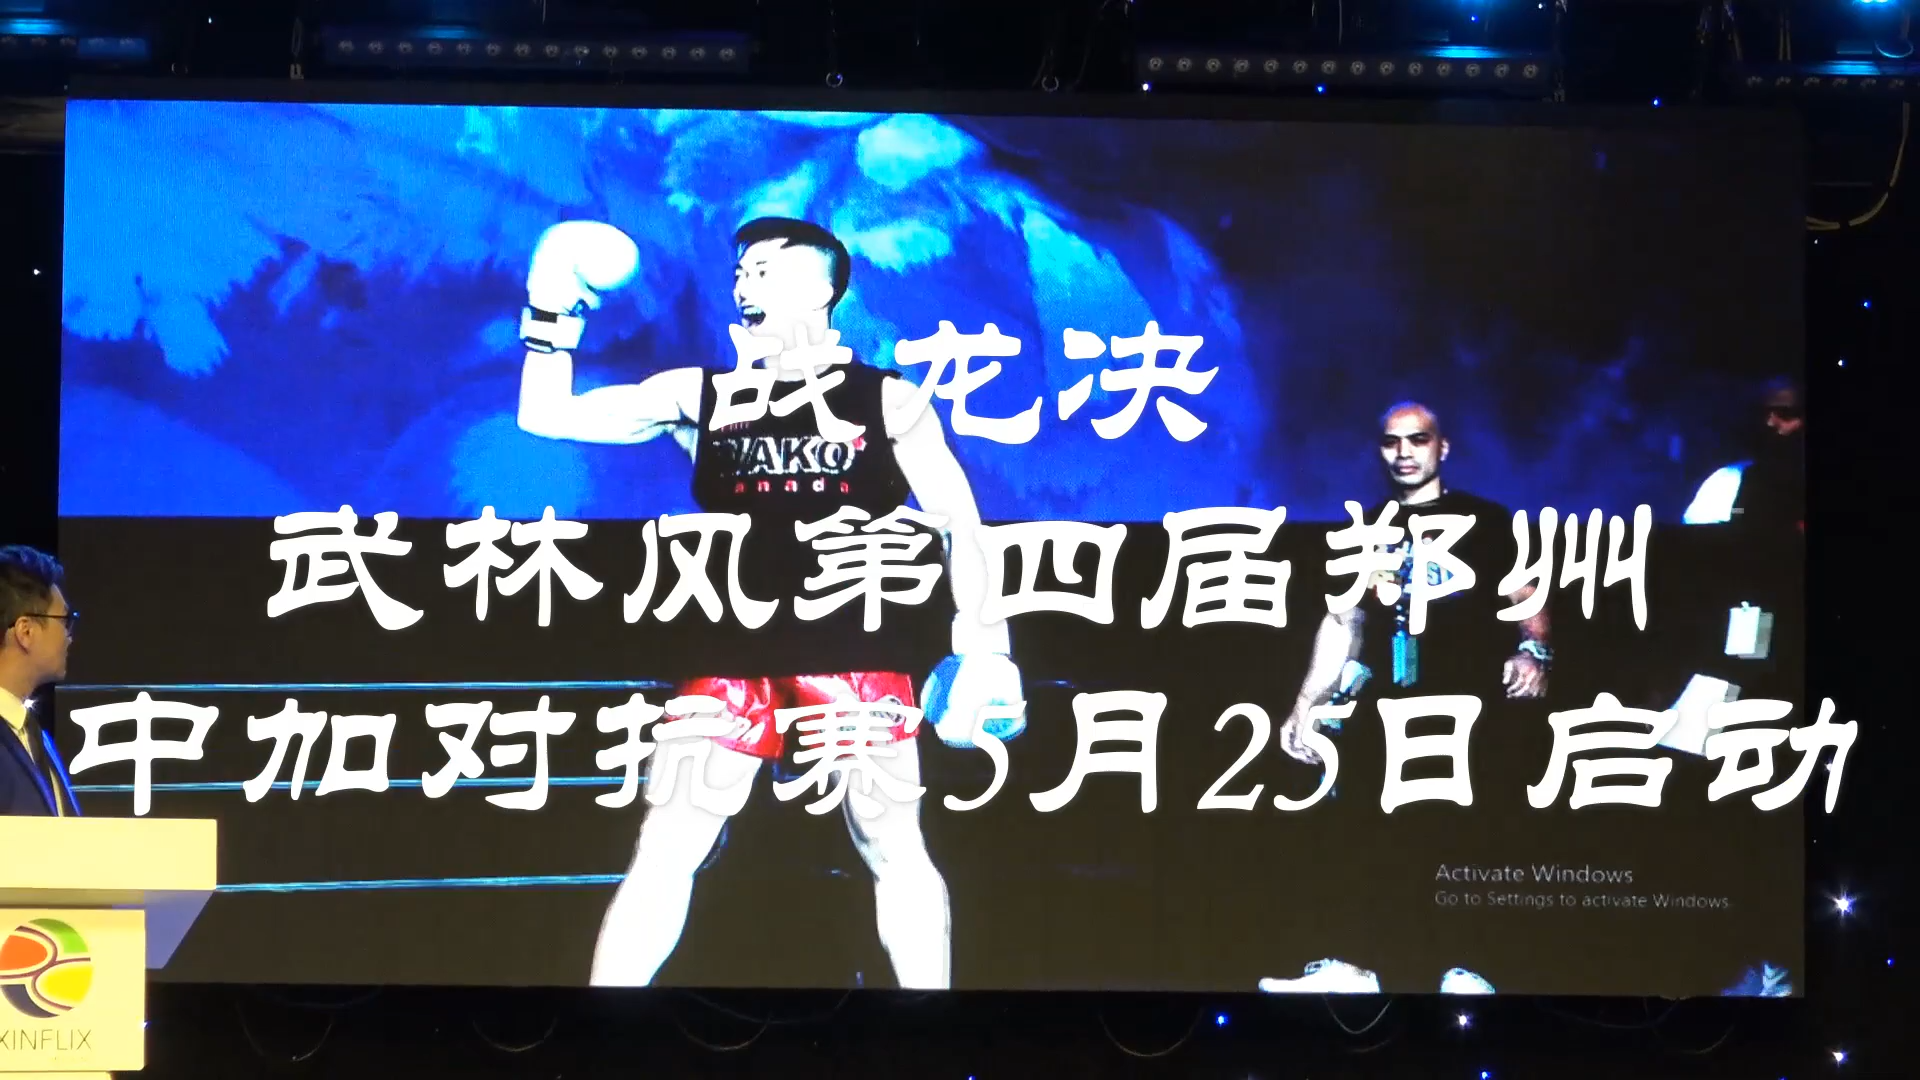 战龙决
WAKO
Canada
武林风第四届郑州
中加对抗赛5月25日启动
Activate Windows
Go to Settings to activate Windows.
XINFLIX